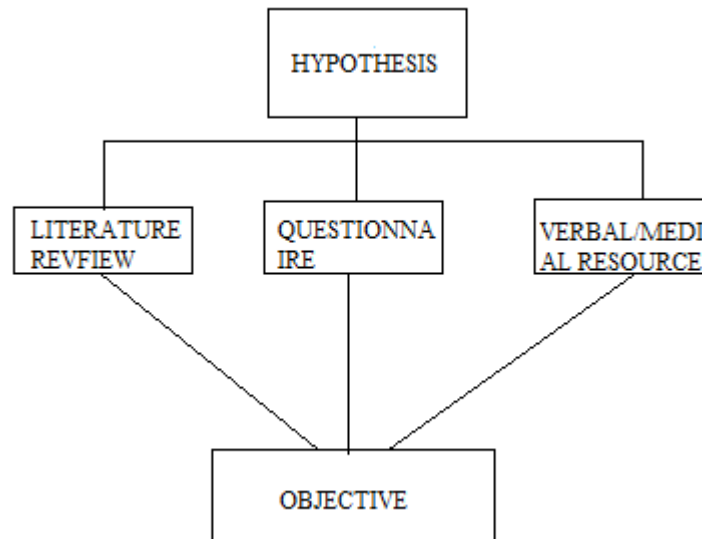 HYPOTHESIS
LITERATURE
REVFIEW
QUESTIONNA
IRE
VERBAL/MEDI
AL RESOURCE
OBJECTIVE